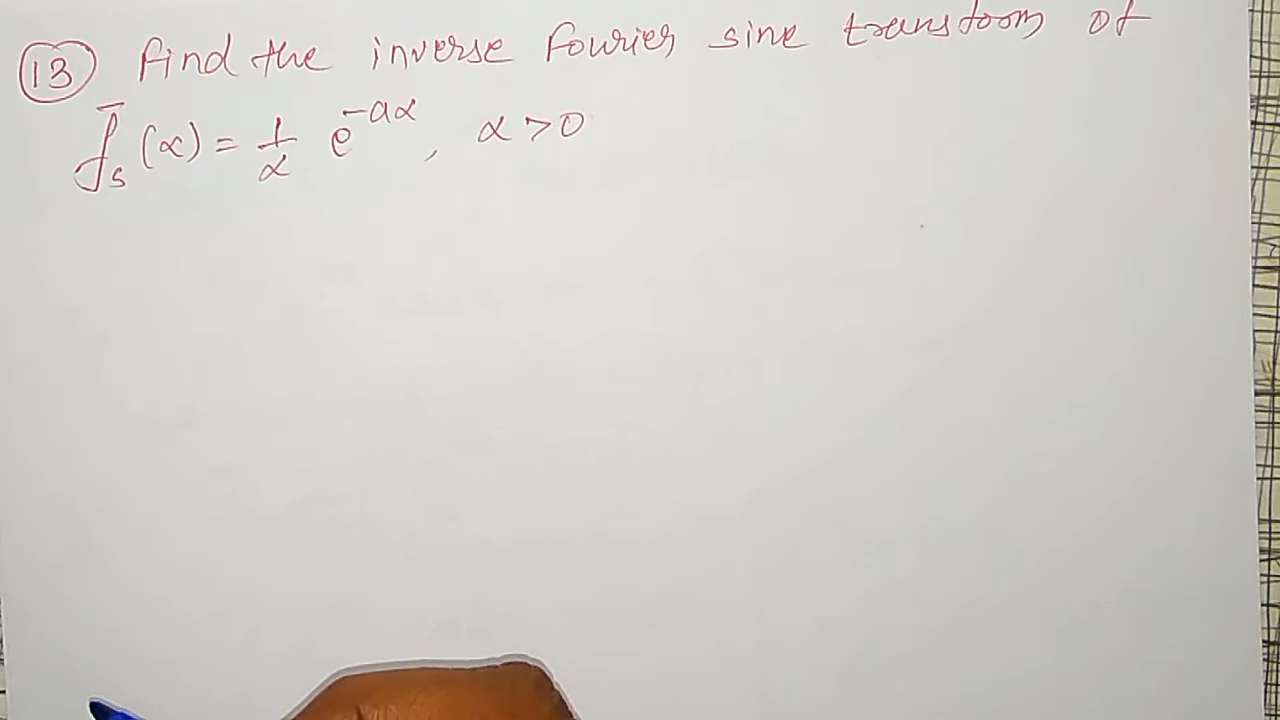 13 find the inverse fourier sine transform of
f̄s (α) = 1/α e^-aα , α > 0